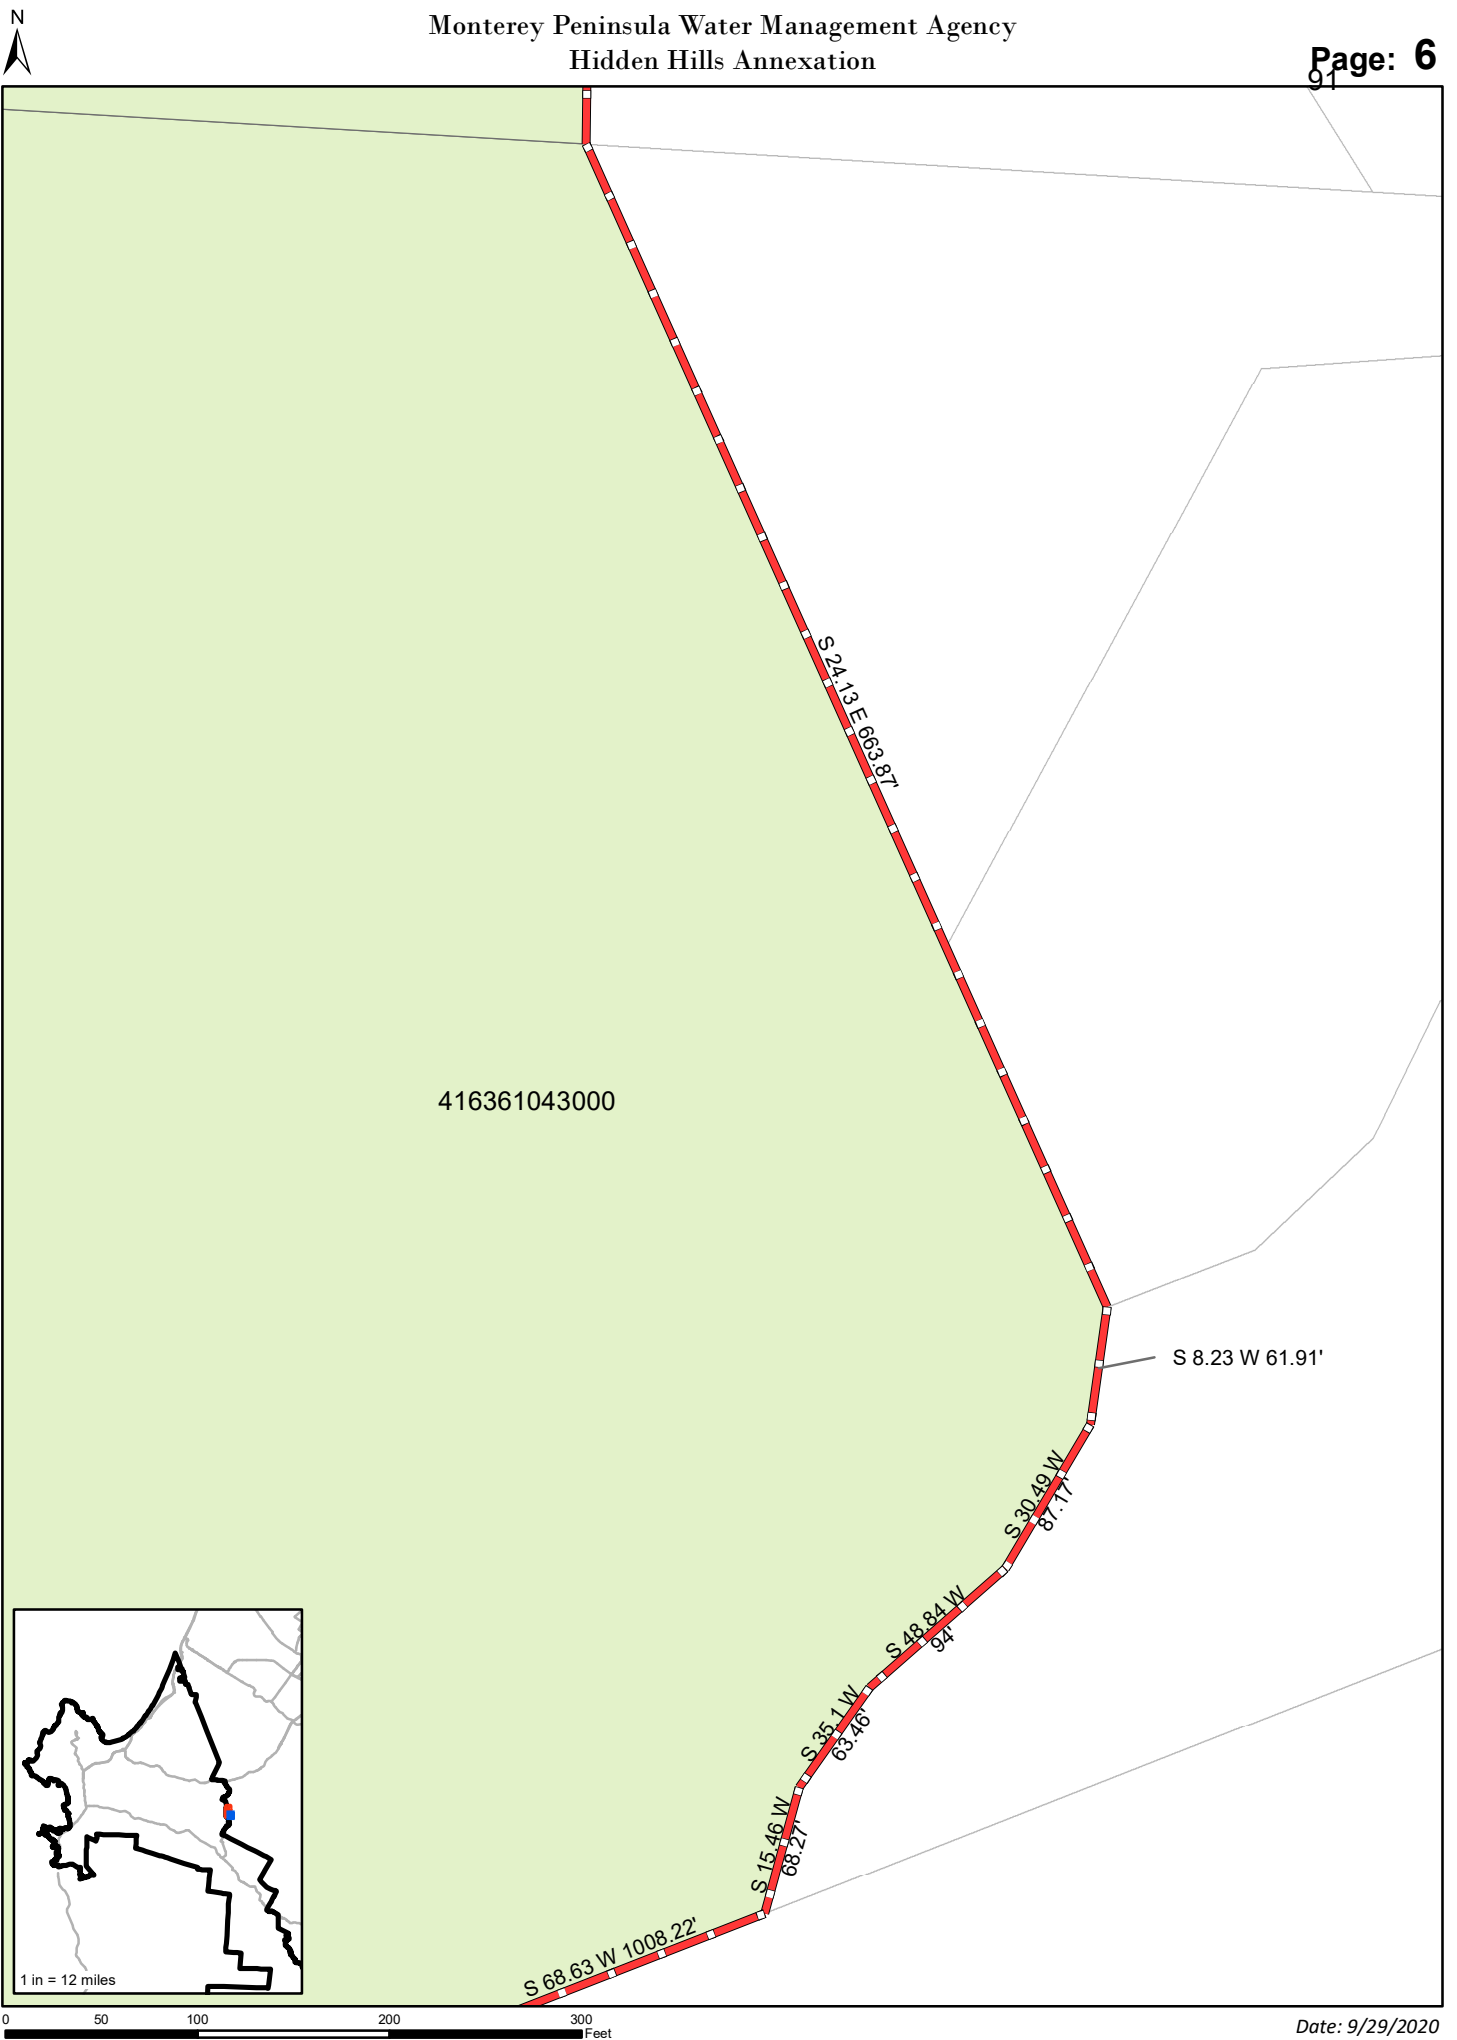 N
Monterey Peninsula Water Management Agency
Hidden Hills Annexation
Page: 6
91
S 24.13 E 663.87'
416361043000
S 8.23 W 61.91'
S 30.49 W
87.17'
S 48.84 W
94'
S 35.1 W
63.46'
S 15.46 W
68.27'
S 68.63 W 1008.22'
1 in = 12 miles
0 50 100 200 300
Feet
Date: 9/29/2020